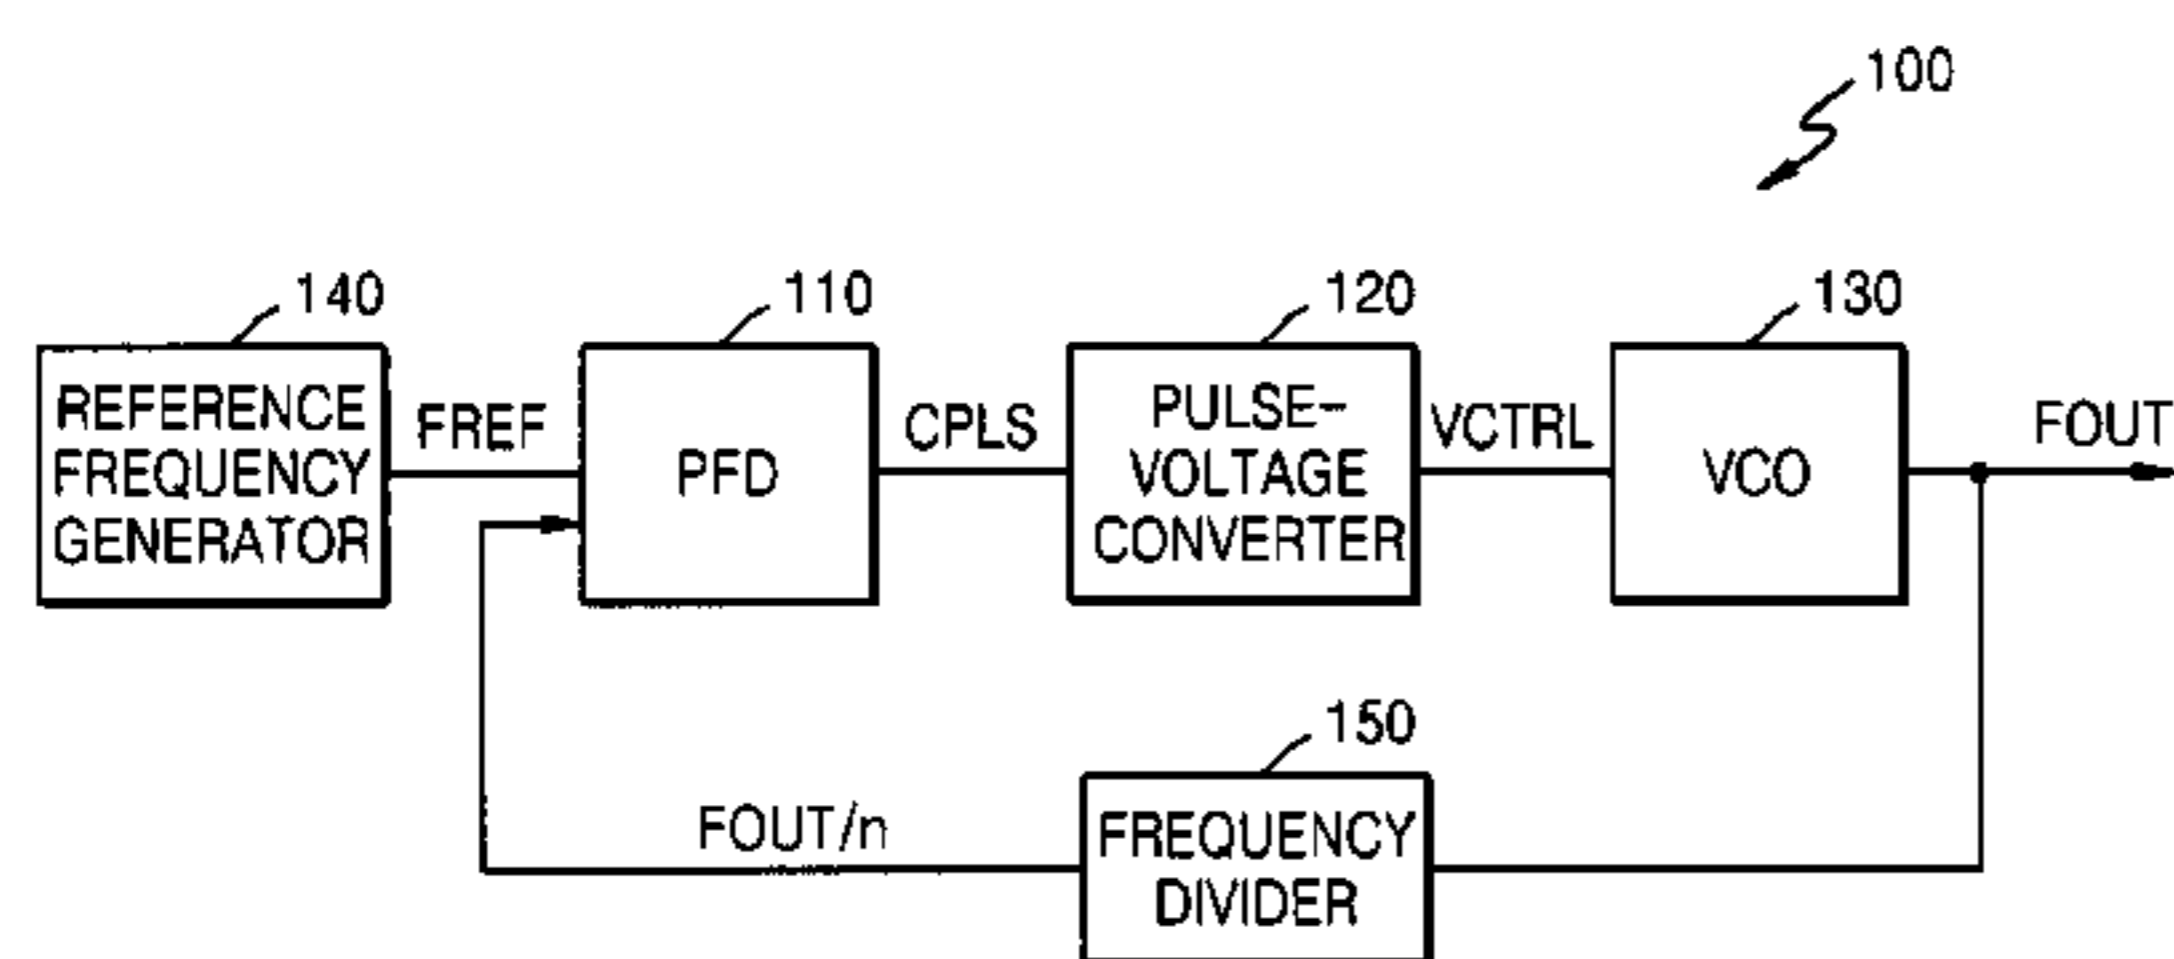 100
140
110
120
130
REFERENCE
FREQUENCY
GENERATOR
FREF
PFD
CPLS
PULSE-
VOLTAGE
CONVERTER
VCTRL
VCO
FOUT
150
FOUT/n
FREQUENCY
DIVIDER